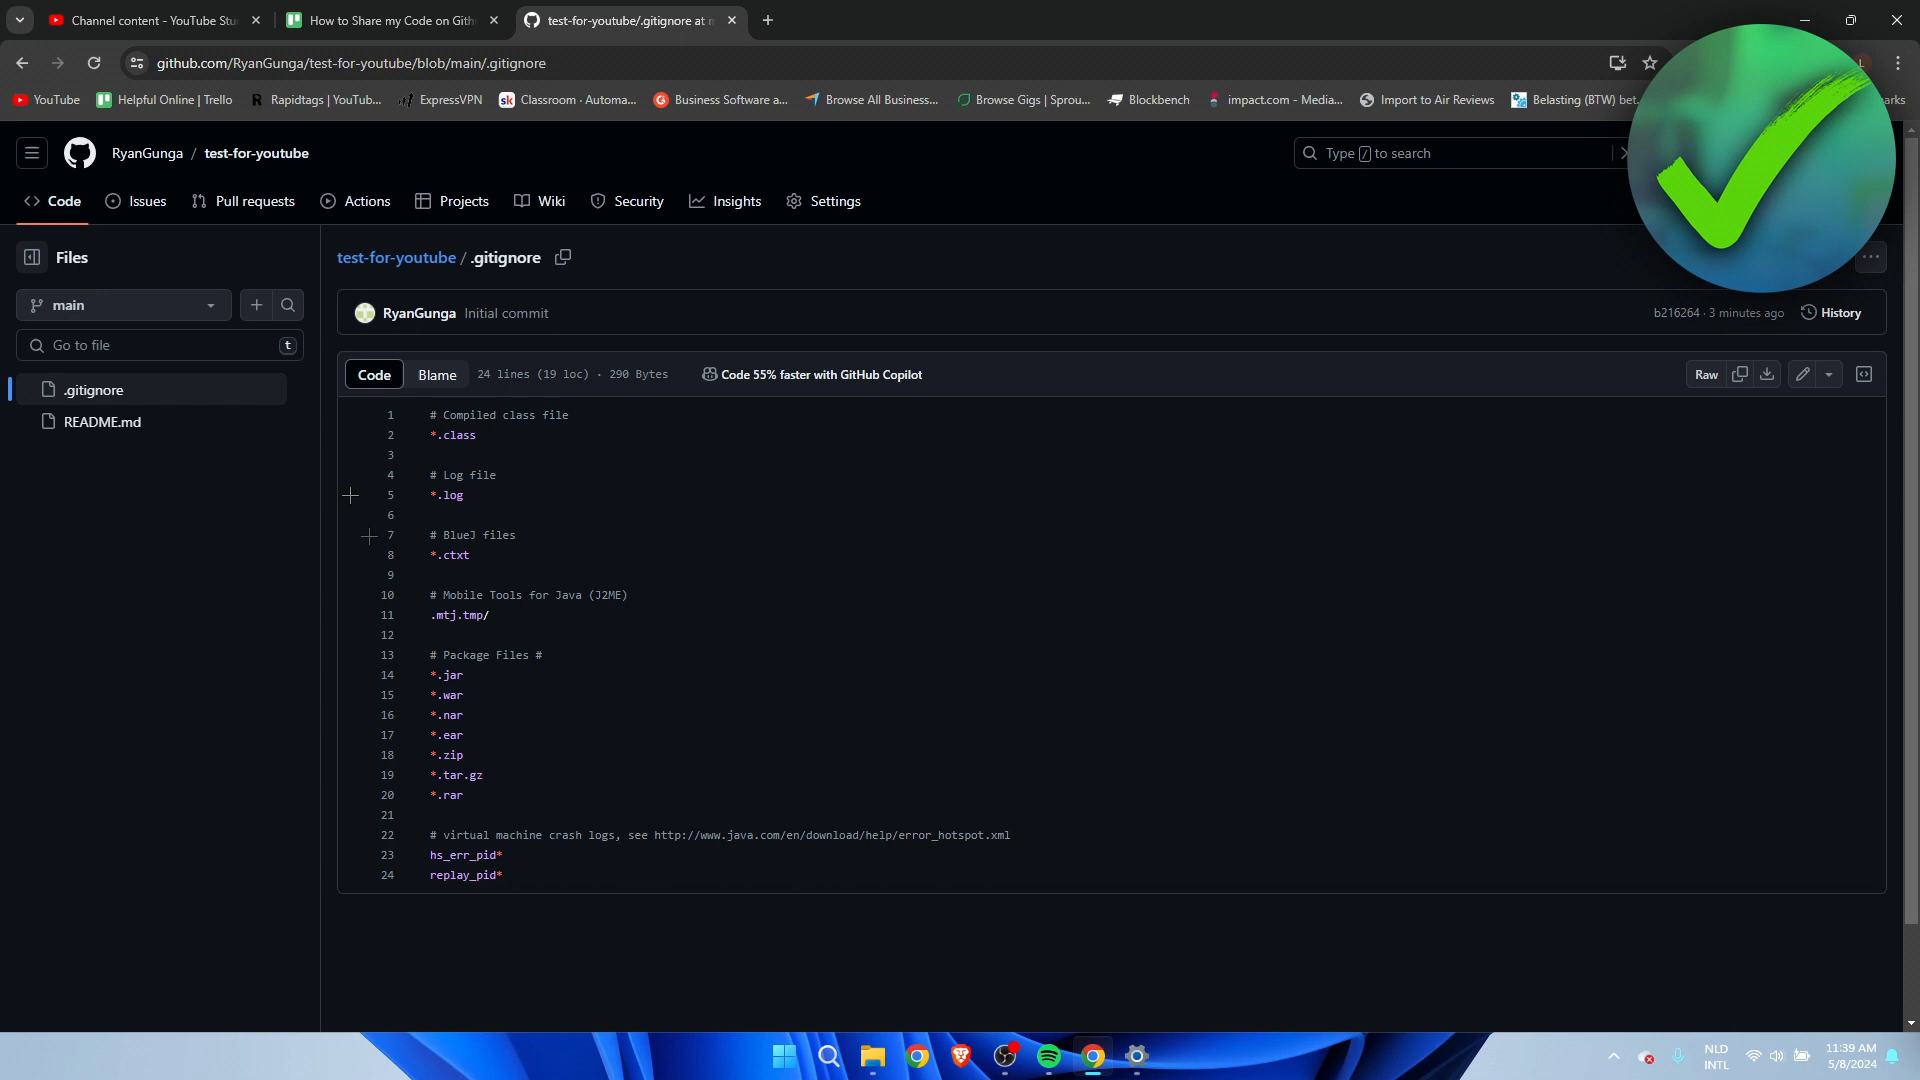 Channel content - YouTube Stu
How to Share my Code on Gith
test-for-youtube/.gitignore at m
github.com/RyanGunga/test-for-youtube/blob/main/.gitignore
YouTube
Helpful Online | Trello
Rapidtags | YouTub...
ExpressVPN
Classroom - Automa...
Business Software a...
Browse All Business...
Browse Gigs | Sprou...
Blockbench
impact.com - Media...
Import to Air Reviews
Belasting (BTW) bet...
RyanGunga / test-for-youtube
Type / to search
Code
Issues
Pull requests
Actions
Projects
Wiki
Security
Insights
Settings
Files
test-for-youtube / .gitignore
main
RyanGunga Initial commit
b216264 · 3 minutes ago
History
Go to file
t
Code
Blame
24 lines (19 loc) · 290 Bytes
Code 55% faster with GitHub Copilot
Raw
.gitignore
README.md
1 # Compiled class file
2 *.class
3
4 # Log file
5 *.log
6
7 # BlueJ files
8 *.ctxt
9
10 # Mobile Tools for Java (J2ME)
11 .mtj.tmp/
12
13 # Package Files #
14 *.jar
15 *.war
16 *.nar
17 *.ear
18 *.zip
19 *.tar.gz
20 *.rar
21
22 # virtual machine crash logs, see http://www.java.com/en/download/help/error_hotspot.xml
23 hs_err_pid*
24 replay_pid*
NLD
INTL
11:39 AM
5/8/2024